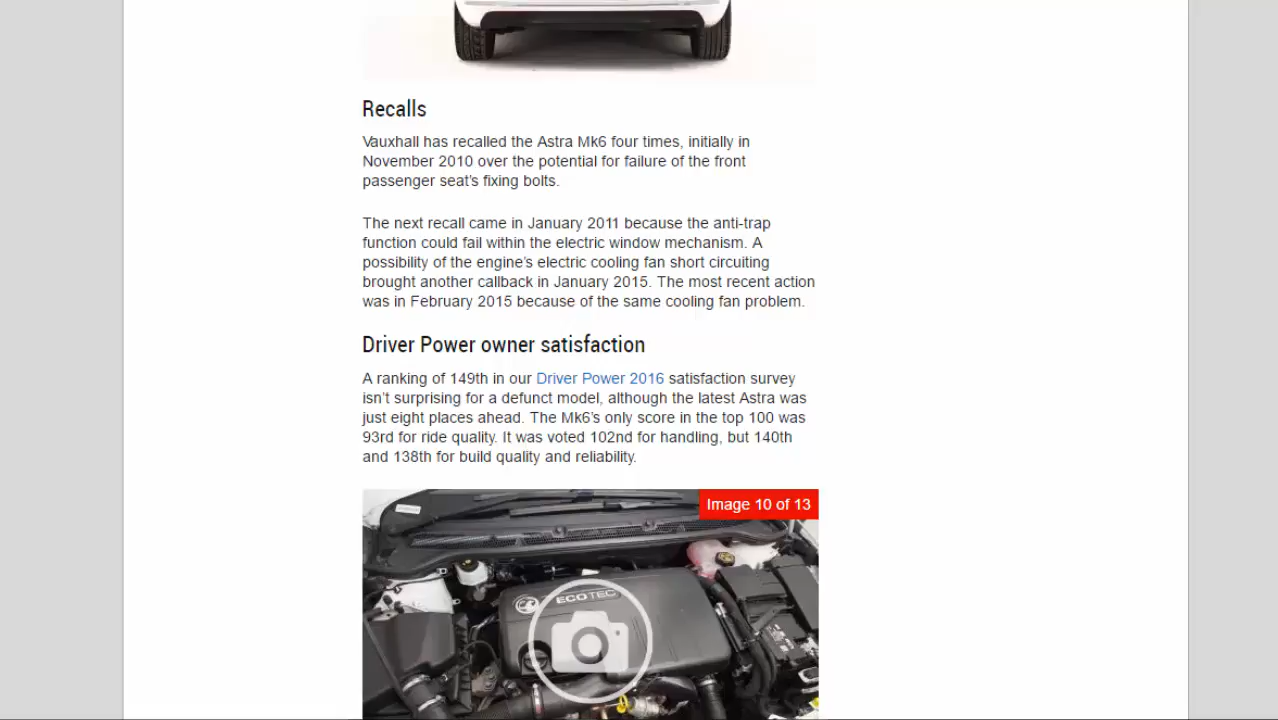 Recalls
Vauxhall has recalled the Astra Mk6 four times, initially in
November 2010 over the potential for failure of the front
passenger seat's fixing bolts.
The next recall came in January 2011 because the anti-trap
function could fail within the electric window mechanism. A
possibility of the engine's electric cooling fan short circuiting
brought another callback in January 2015. The most recent action
was in February 2015 because of the same cooling fan problem.
Driver Power owner satisfaction
A ranking of 149th in our Driver Power 2016 satisfaction survey
isn't surprising for a defunct model, although the latest Astra was
just eight places ahead. The Mk6's only score in the top 100 was
93rd for ride quality. It was voted 102nd for handling, but 140th
and 138th for build quality and reliability.
Image 10 of 13
ECOTEC